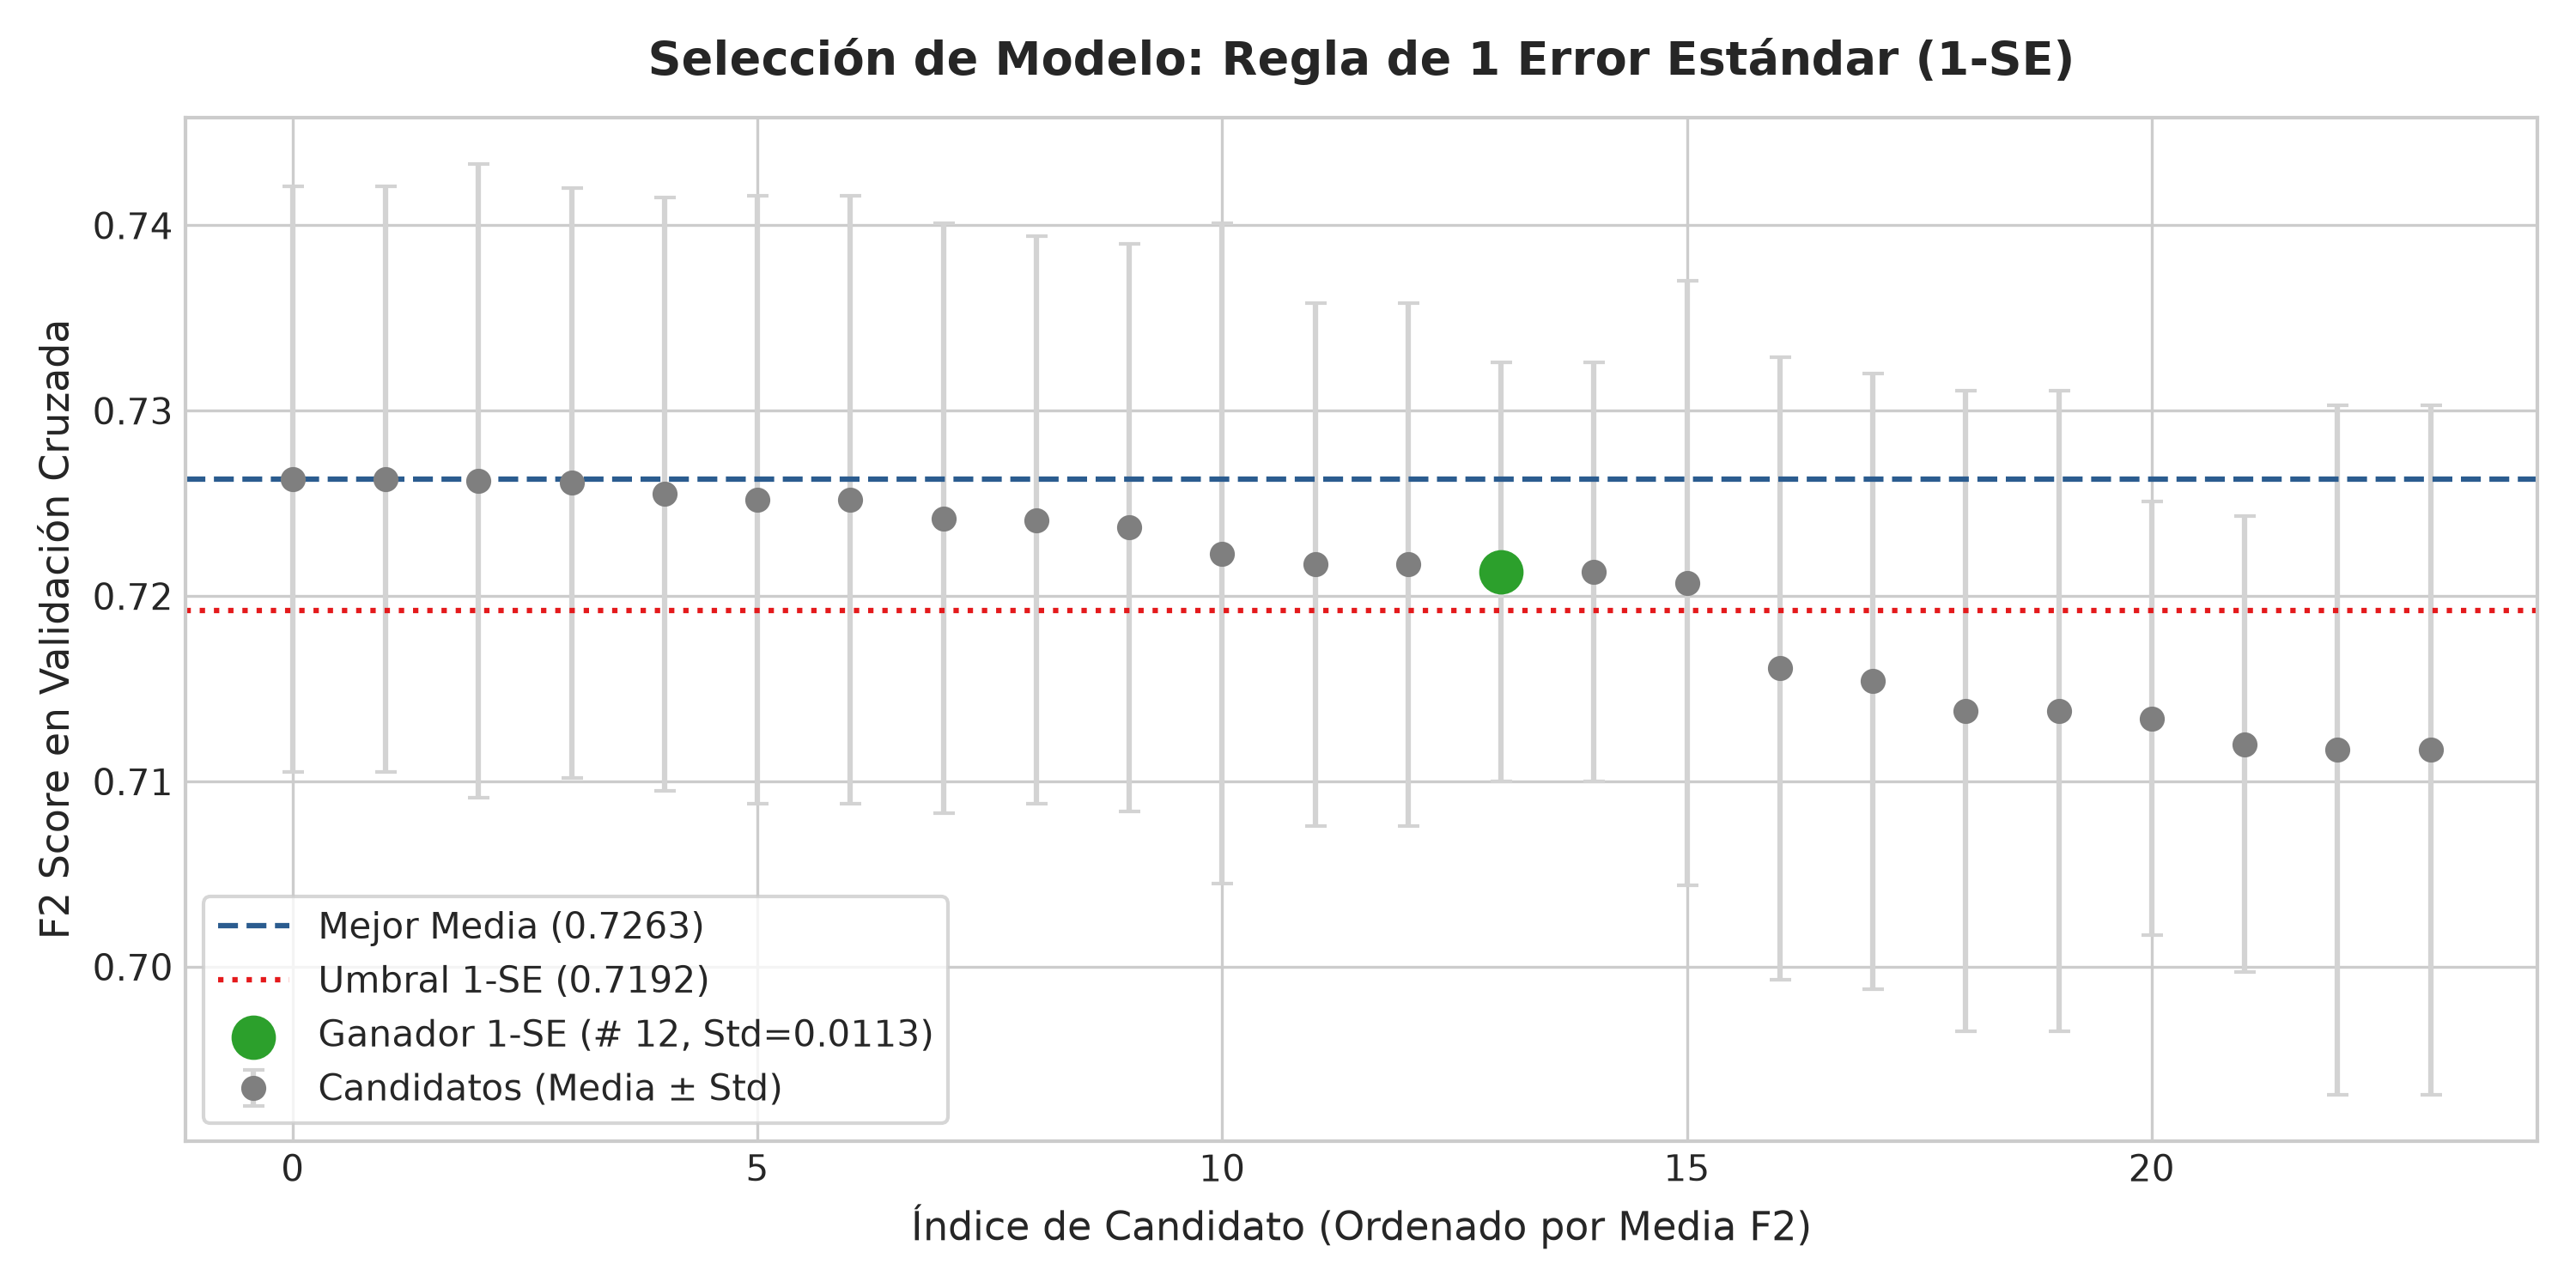 Selección de Modelo: Regla de 1 Error Estándar (1-SE)
F2 Score en Validación Cruzada
0.74
0.73
0.72
0.71
0.70
Mejor Media (0.7263)
Umbral 1-SE (0.7192)
Ganador 1-SE (# 12, Std=0.0113)
Candidatos (Media ± Std)
0 5 10 15 20
Índice de Candidato (Ordenado por Media F2)